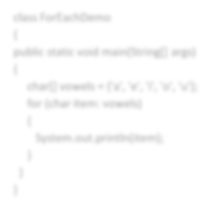 class ForEachDemo
{
public static void main(String[] args)
{
char[] vowels = {'a', 'e', 'i', 'o', 'u'};
for (char item: vowels)
{
System.out.println(item);
}
}
}